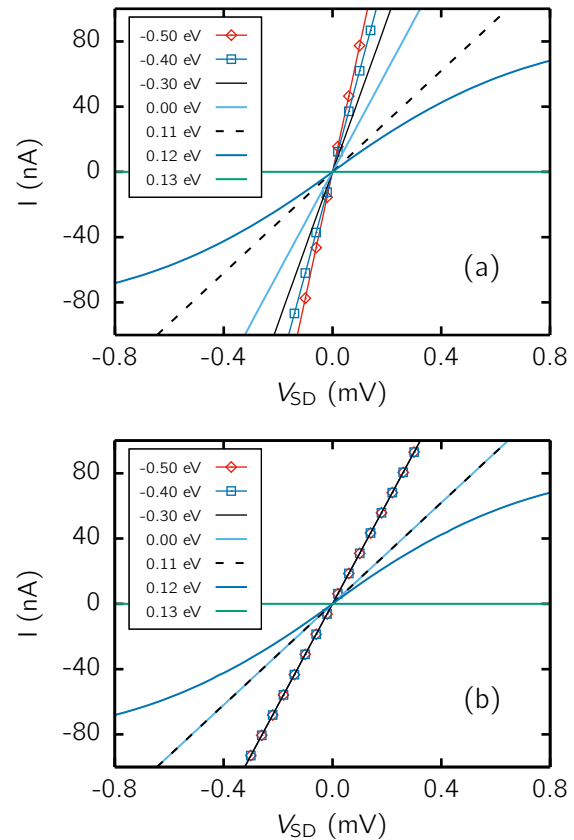 80
40
0
-40
-80
I (nA)
-0.50 eV
-0.40 eV
-0.30 eV
0.00 eV
0.11 eV
0.12 eV
0.13 eV
(a)
-0.8 -0.4 0.0 0.4 0.8
VSD (mV)
80
40
0
-40
-80
I (nA)
-0.50 eV
-0.40 eV
-0.30 eV
0.00 eV
0.11 eV
0.12 eV
0.13 eV
(b)
-0.8 -0.4 0.0 0.4 0.8
VSD (mV)